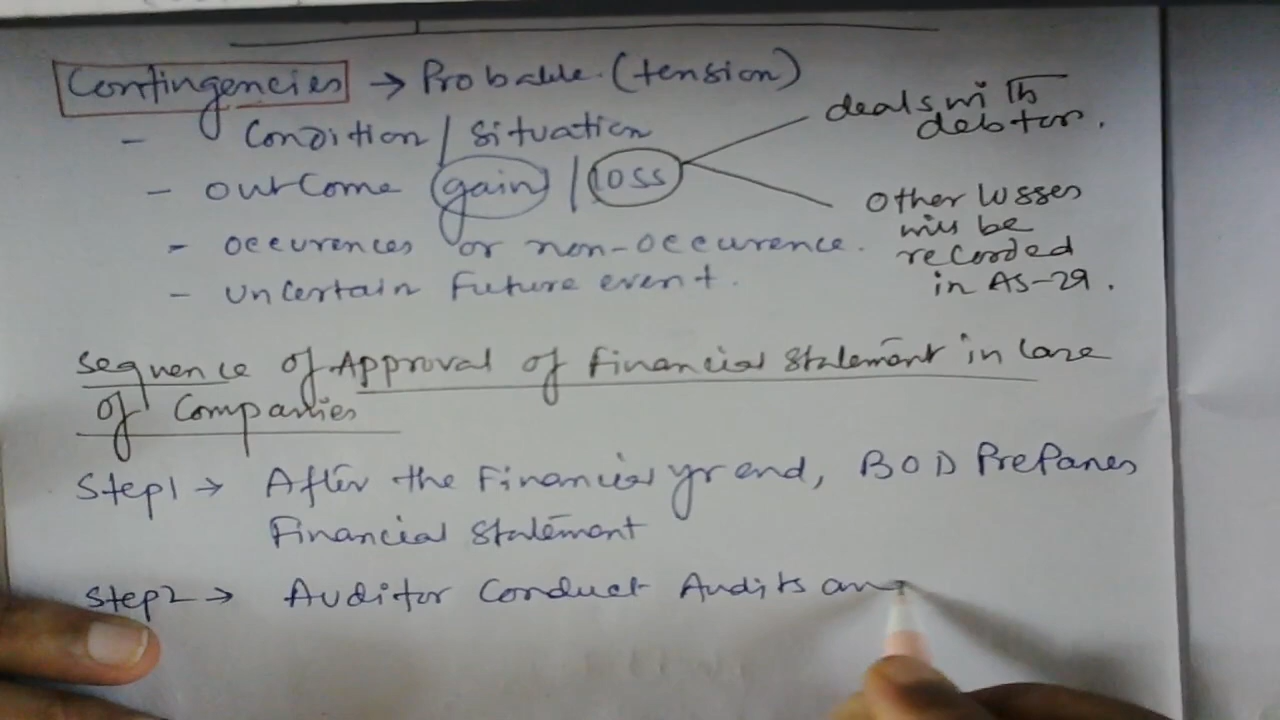 Contingencies → Probable. (tension)
- Condition / Situation
- outcome gain / loss
deals with
debtor.
Other losses
will be
recorded
in AS-29.
- occurences or non-occurence.
- uncertain future event.
Sequence of Approval of Financial Statement in Case
of Companies
Step1 → After the Financial yr end, BOD Prepares
Financial Statement
Step2 → Auditor Conduct Audits an